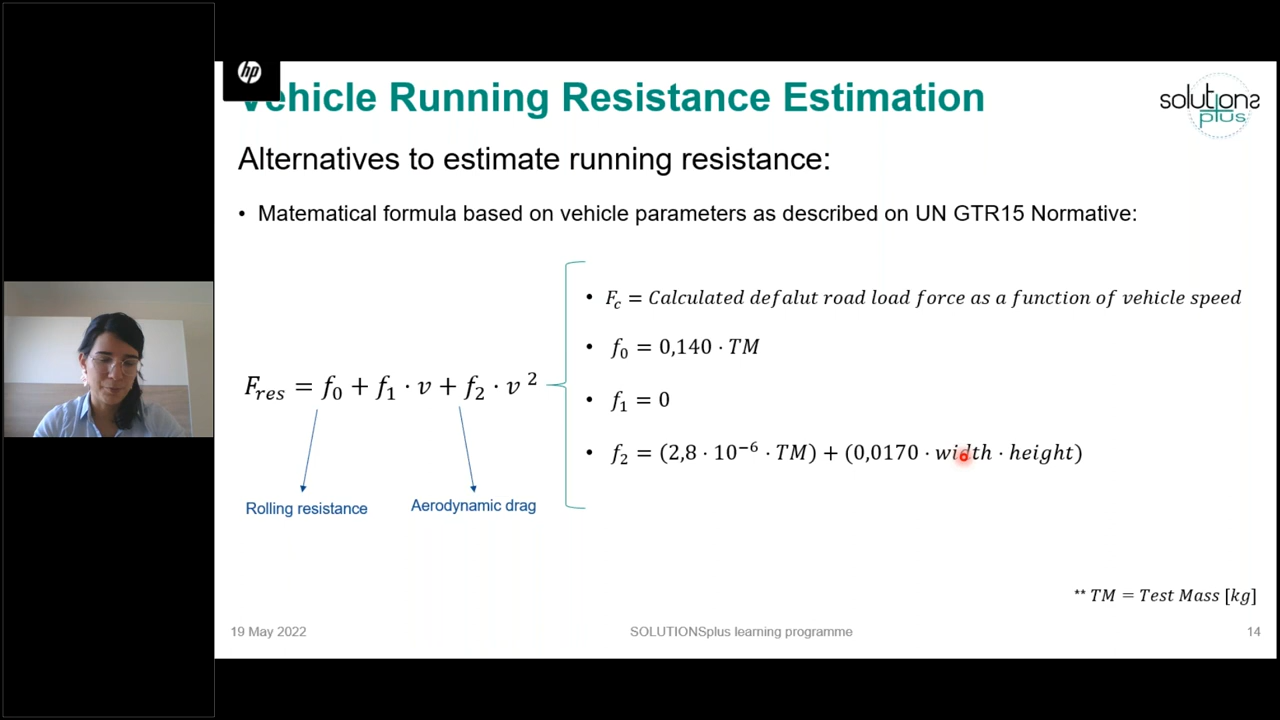 hp
Vehicle Running Resistance Estimation
solutions
plus
Alternatives to estimate running resistance:
• Matematical formula based on vehicle parameters as described on UN GTR15 Normative:
• F_c = Calculated defalut road load force as a function of vehicle speed
• f_0 = 0,140 · TM
F_res = f_0 + f_1 · v + f_2 · v^2
• f_1 = 0
• f_2 = (2,8 · 10^−6 · TM) + (0,0170 · width · height)
Rolling resistance
Aerodynamic drag
** TM = Test Mass [kg]
19 May 2022
SOLUTIONSplus learning programme
14